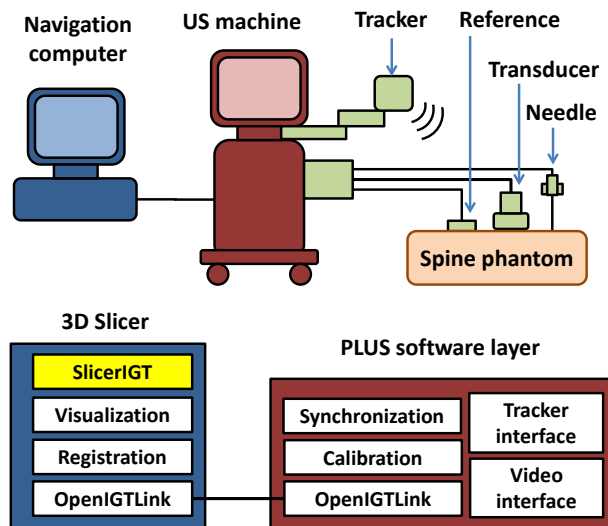 Navigation
computer
US machine
Tracker
Reference
Transducer
Needle
Spine phantom
3D Slicer
SlicerIGT
Visualization
Registration
OpenIGTLink
PLUS software layer
Synchronization
Calibration
OpenIGTLink
Tracker
interface
Video
interface